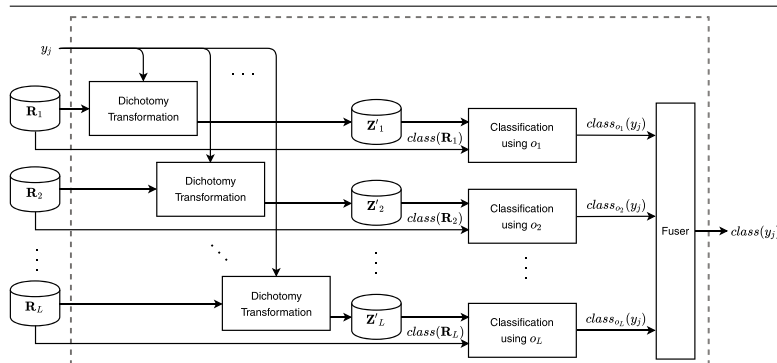 y_j
. . .
R_1
Dichotomy
Transformation
Z'_1
class(R_1)
Classification
using o_1
class_{o_1}(y_j)
R_2
Dichotomy
Transformation
Z'_2
class(R_2)
Classification
using o_2
class_{o_2}(y_j)
Fuser
class(y_j)
R_L
Dichotomy
Transformation
Z'_L
class(R_L)
Classification
using o_L
class_{o_L}(y_j)